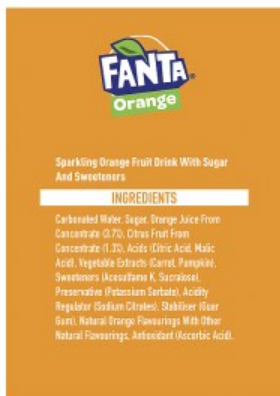 FANTA
Orange
Sparkling Orange Fruit Drink With Sugar
And Sweeteners
INGREDIENTS
Carbonated Water, Sugar, Orange Juice From
Concentrate (3.7%), Citrus Fruit From
Concentrate (1.3%), Acids (Citric Acid, Malic
Acid), Vegetable Extracts (Carrot, Pumpkin),
Sweeteners (Acesulfame K, Sucralose),
Preservative (Potassium Sorbate), Acidity
Regulator (Sodium Citrates), Stabiliser (Guar
Gum), Natural Orange Flavourings With Other
Natural Flavourings, Antioxidant (Ascorbic Acid).